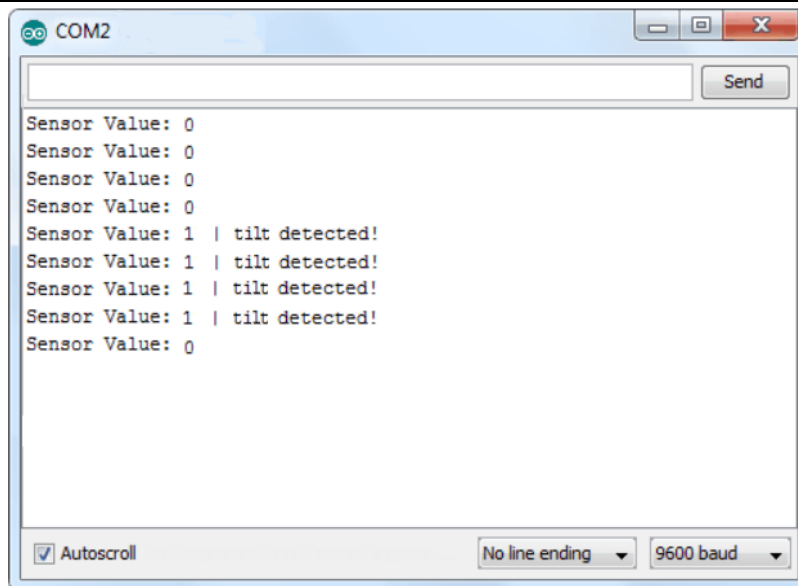 COM2
Send
Sensor Value: 0
Sensor Value: 0
Sensor Value: 0
Sensor Value: 0
Sensor Value: 1 | tilt detected!
Sensor Value: 1 | tilt detected!
Sensor Value: 1 | tilt detected!
Sensor Value: 1 | tilt detected!
Sensor Value: 0
Autoscroll No line ending 9600 baud